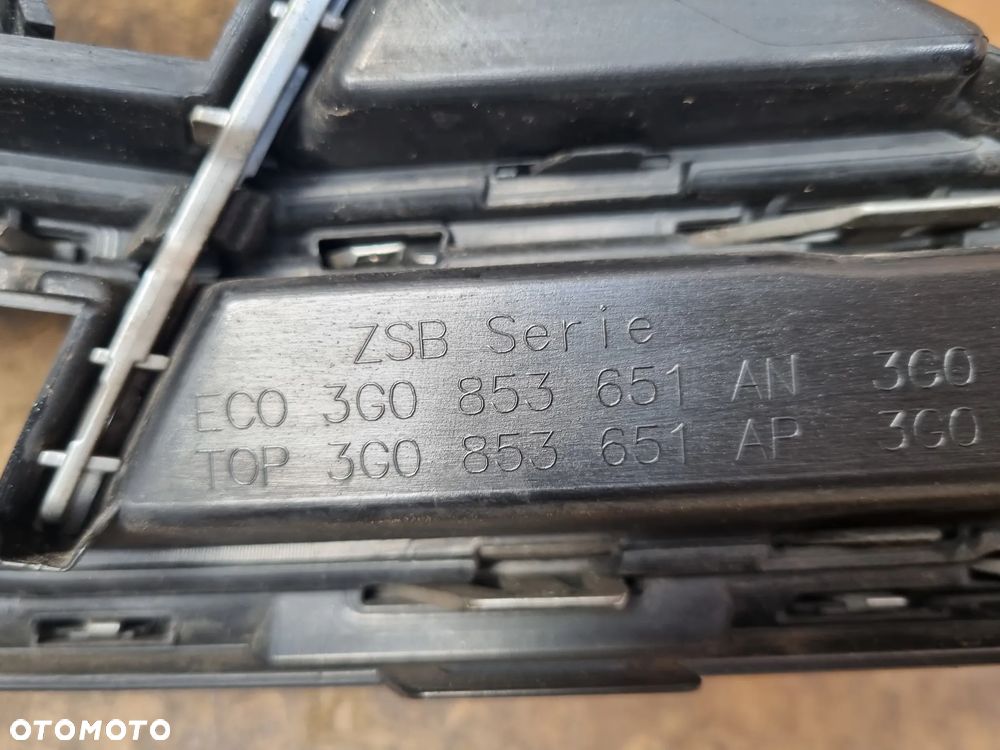 ZSB Serie
ECO 3G0 853 651 AN 3G0
TOP 3G0 853 651 AP 3G0
OTOMOTO